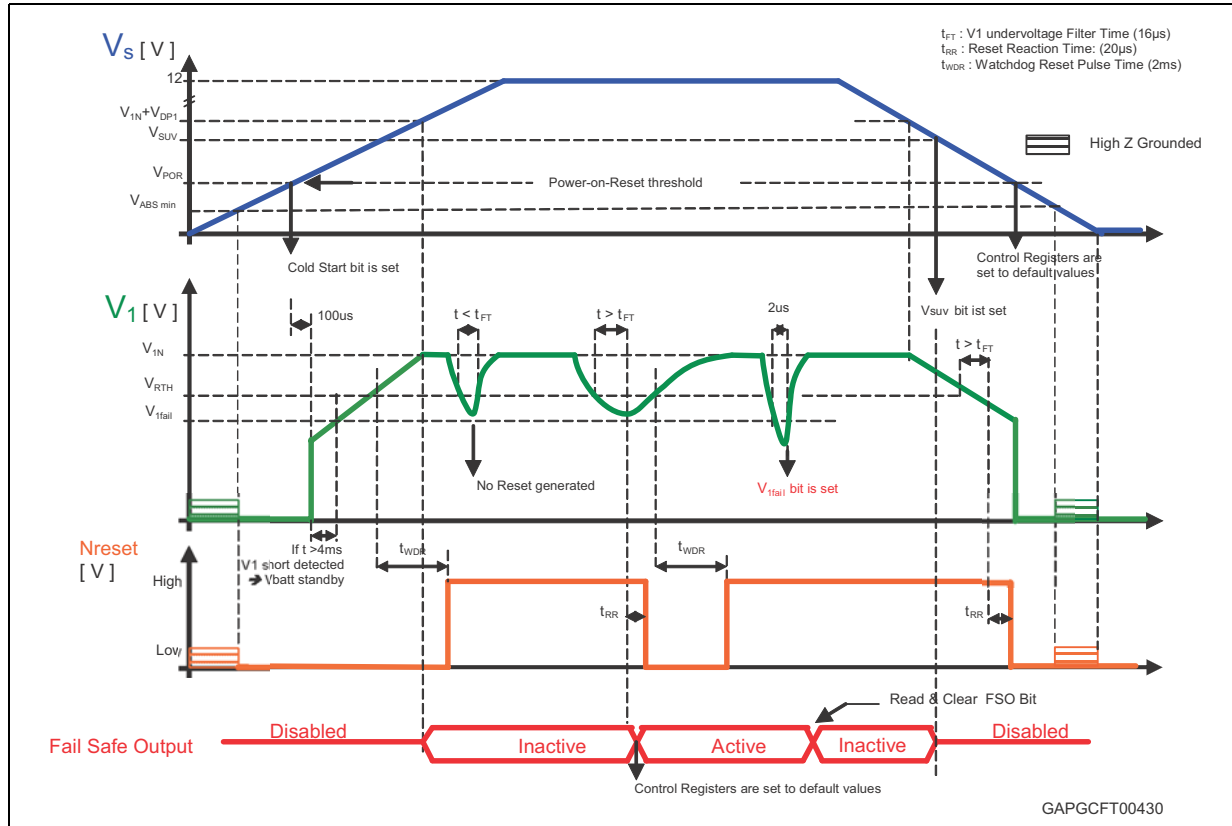 Vs [ V ]
tFT : V1 undervoltage Filter Time (16µs)
tRR : Reset Reaction Time: (20µs)
tWDR : Watchdog Reset Pulse Time (2ms)
12
V1N+VDP1
VSUV
High Z Grounded
VPOR
Power-on-Reset threshold
VABS min
Cold Start bit is set
Control Registers are
set to default values
V1 [ V ]
100us
t < tFT
t > tFT
2us
Vsuv bit ist set
V1N
t > tFT
VRTH
V1fail
No Reset generated
V1fail bit is set
Nreset
[ V ]
If t >4ms
V1 short detected
➔ Vbatt standby
tWDR
tWDR
High
tRR
tRR
Low
Read & Clear FSO Bit
Fail Safe Output
Disabled
Inactive
Active
Inactive
Disabled
Control Registers are set to default values
GAPGCFT00430